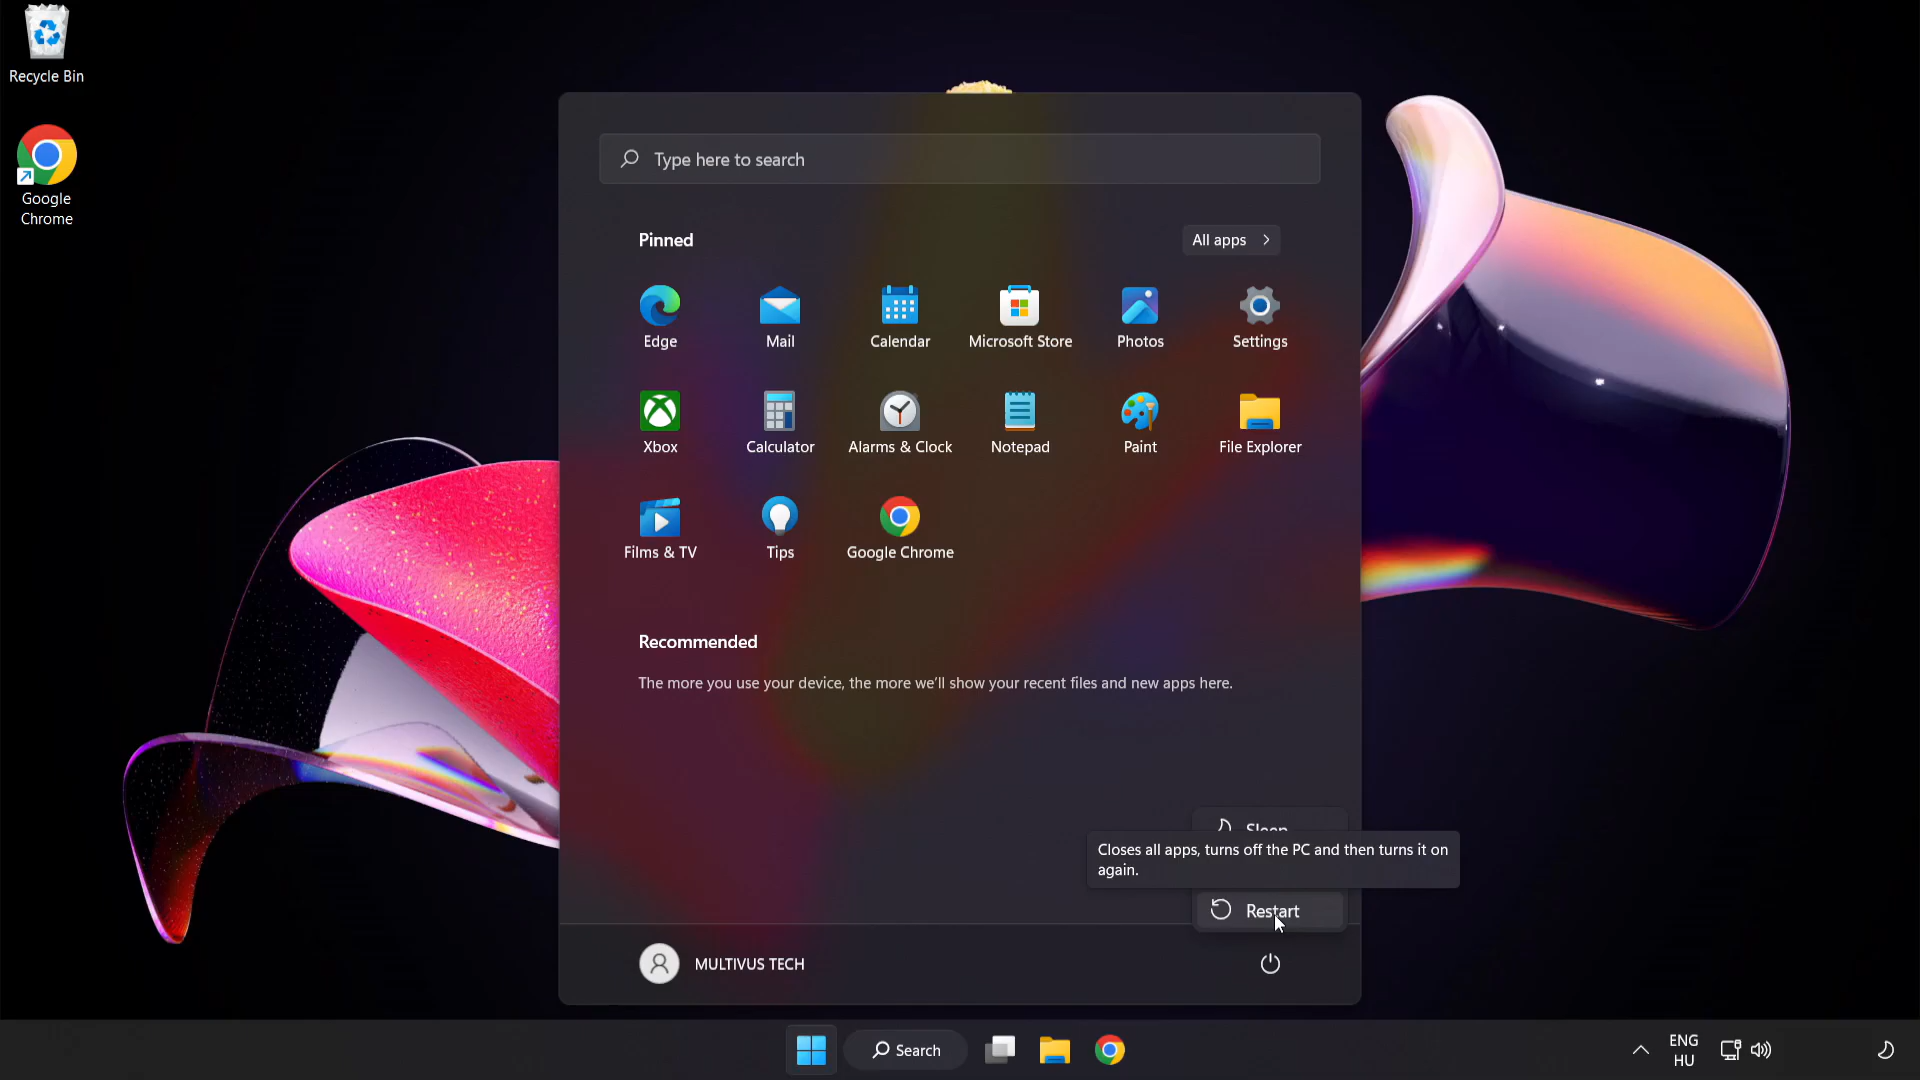 Recycle Bin
Google
Chrome
Type here to search
Pinned
All apps
Edge
Mail
Calendar
Microsoft Store
Photos
Settings
Xbox
Calculator
Alarms & Clock
Notepad
Paint
File Explorer
Films & TV
Tips
Google Chrome
Recommended
The more you use your device, the more we'll show your recent files and new apps here.
Sleep
Closes all apps, turns off the PC and then turns it on
again.
Restart
MULTIVUS TECH
Search
ENG
HU